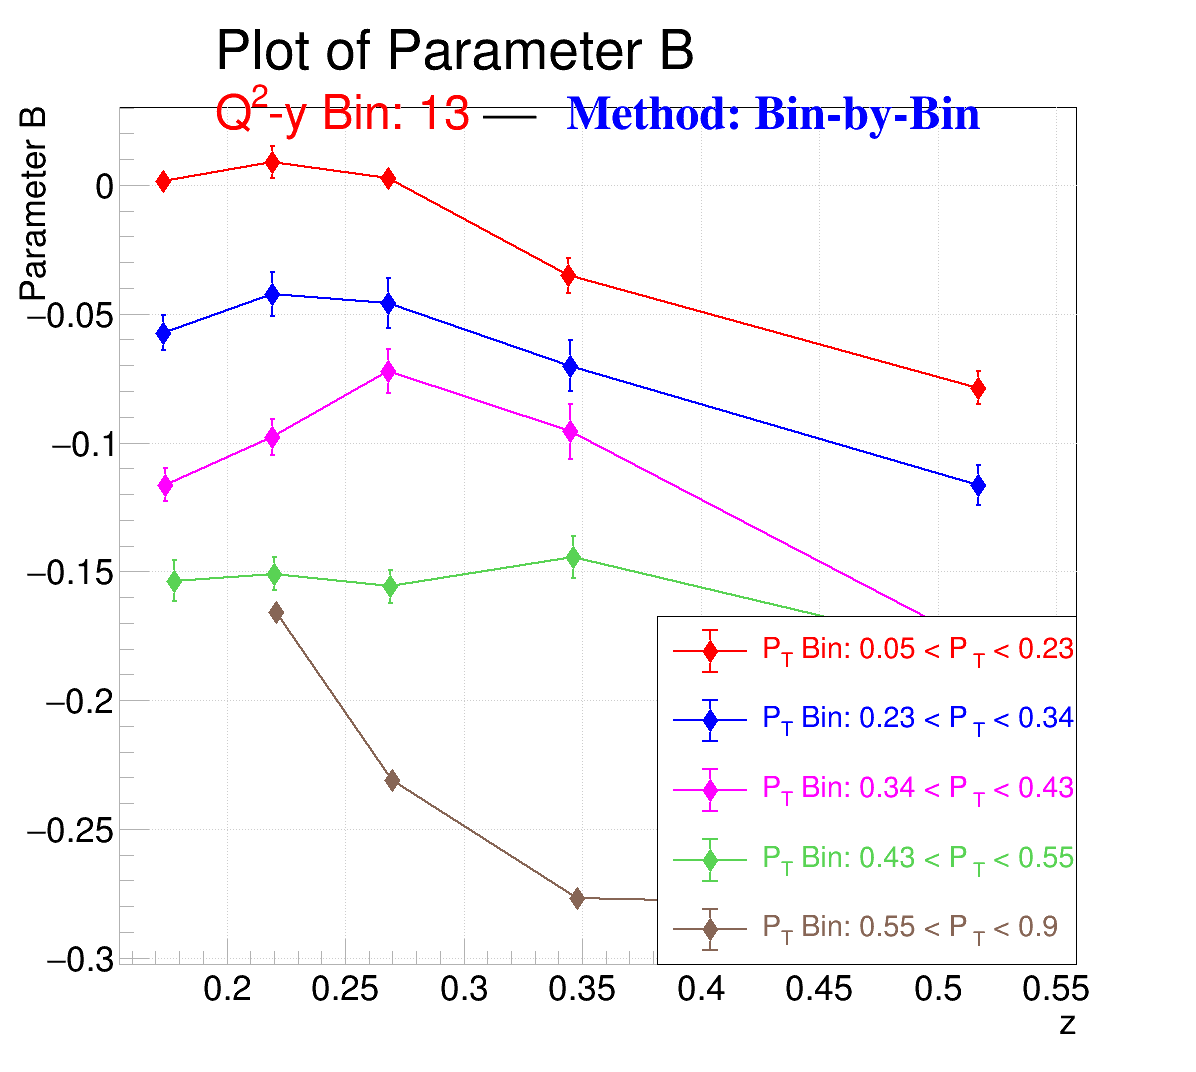 Plot of Parameter B
Q²-y Bin: 13 — Method: Bin-by-Bin
Parameter B
0
−0.05
−0.1
−0.15
−0.2
−0.25
−0.3
P_T Bin: 0.05 < P_T < 0.23
P_T Bin: 0.23 < P_T < 0.34
P_T Bin: 0.34 < P_T < 0.43
P_T Bin: 0.43 < P_T < 0.55
P_T Bin: 0.55 < P_T < 0.9
0.2 0.25 0.3 0.35 0.4 0.45 0.5 0.55
z